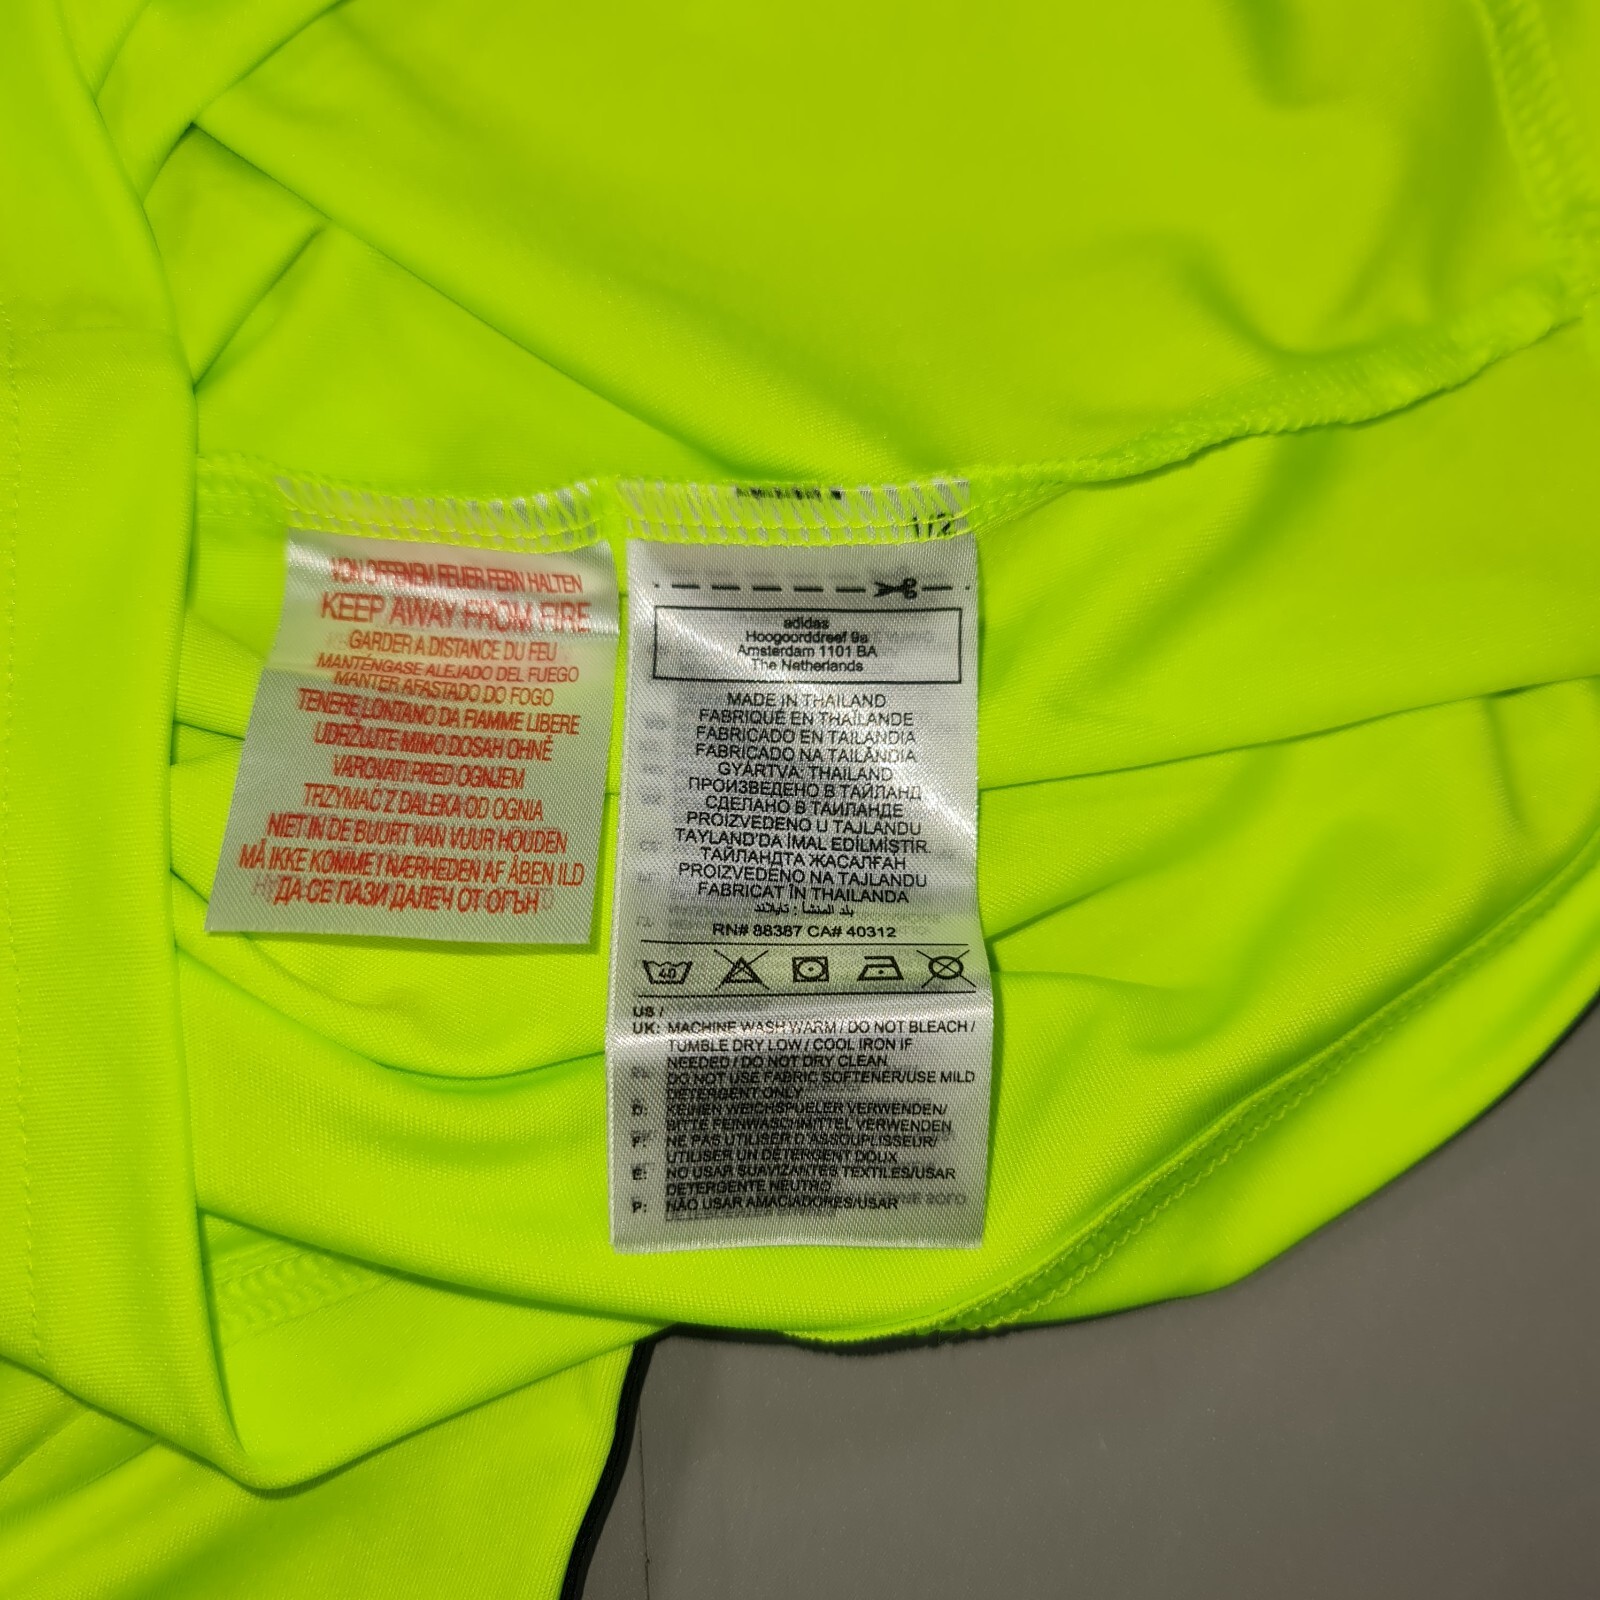 VON OFFENEM FEUER FERN HALTEN
KEEP AWAY FROM FIRE
GARDER A DISTANCE DU FEU
MANTÉNGASE ALEJADO DEL FUEGO
MANTER AFASTADO DO FOGO
TENERE LONTANO DA FIAMME LIBERE
UDRŽUJTE MIMO DOSAH OHNĚ
VAROVATI PRED OGNJEM
TRZYMAĆ Z DALEKA OD OGNIA
NIET IN DE BUURT VAN VUUR HOUDEN
MÅ IKKE KOMME I NÆRHEDEN AF ÅBEN ILD
ДА СЕ ПАЗИ ДАЛЕЧ ОТ ОГЪН
1/2
adidas
Hoogoorddreef 9a
Amsterdam 1101 BA
The Netherlands
MADE IN THAILAND
FABRIQUÉ EN THAÏLANDE
FABRICADO EN TAILANDIA
FABRICADO NA TAILÂNDIA
GYÁRTVA: THAILAND
ПРОИЗВЕДЕНО В ТАЙЛАНД
СДЕЛАНО В ТАИЛАНДЕ
PROIZVEDENO U TAJLANDU
TAYLAND'DA İMAL EDİLMİŞTİR.
ТАЙЛАНДТА ЖАСАЛҒАН
PROIZVEDENO NA TAJLANDU
FABRICAT ÎN THAILANDA
بلد المنشأ : تايلاند
RN# 88387 CA# 40312
40
US /
UK: MACHINE WASH WARM / DO NOT BLEACH /
TUMBLE DRY LOW / COOL IRON IF
NEEDED / DO NOT DRY CLEAN
DO NOT USE FABRIC SOFTENER/USE MILD
DETERGENT ONLY
D: KEINEN WEICHSPUELER VERWENDEN/
BITTE FEINWASCHMITTEL VERWENDEN
F: NE PAS UTILISER D'ASSOUPLISSEUR/
UTILISER UN DETERGENT DOUX
E: NO USAR SUAVIZANTES TEXTILES/USAR
DETERGENTE NEUTRO
P: NÃO USAR AMACIADORES/USAR